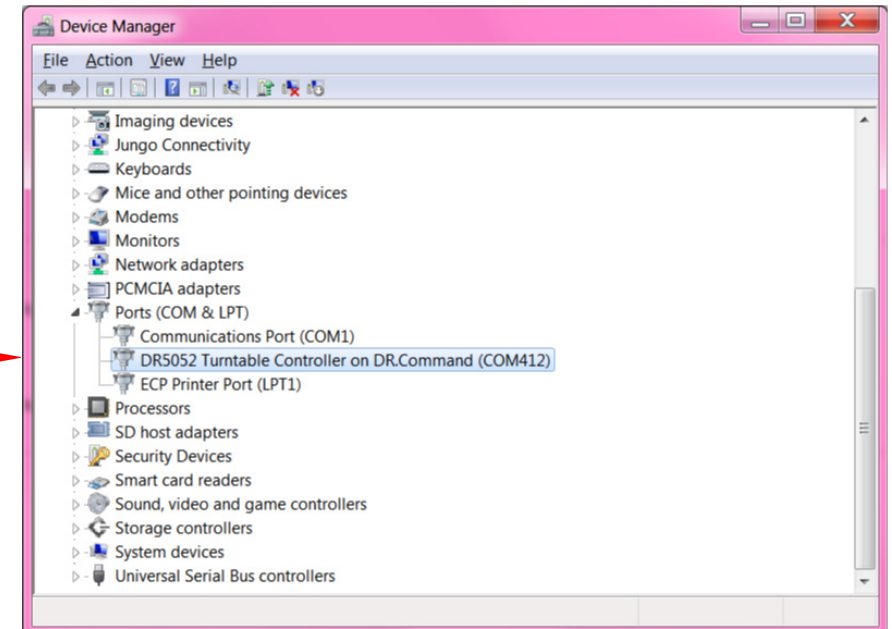 Device Manager
File Action View Help
Imaging devices
Jungo Connectivity
Keyboards
Mice and other pointing devices
Modems
Monitors
Network adapters
PCMCIA adapters
Ports (COM & LPT)
Communications Port (COM1)
DR5052 Turntable Controller on DR.Command (COM412)
ECP Printer Port (LPT1)
Processors
SD host adapters
Security Devices
Smart card readers
Sound, video and game controllers
Storage controllers
System devices
Universal Serial Bus controllers